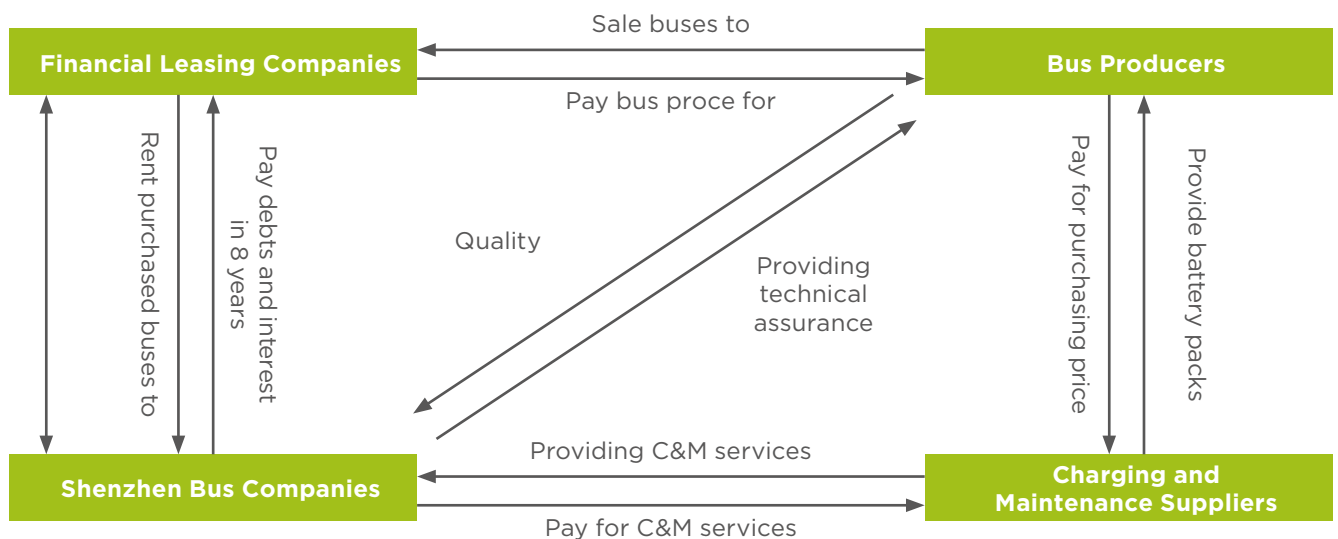 Sale buses to
Financial Leasing Companies
Bus Producers
Pay bus proce for
Rent purchased buses to
Pay debts and interest
in 8 years
Quality
Providing
technical
assurance
Pay for purchasing price
Provide battery packs
Providing C&M services
Shenzhen Bus Companies
Charging and
Maintenance Suppliers
Pay for C&M services